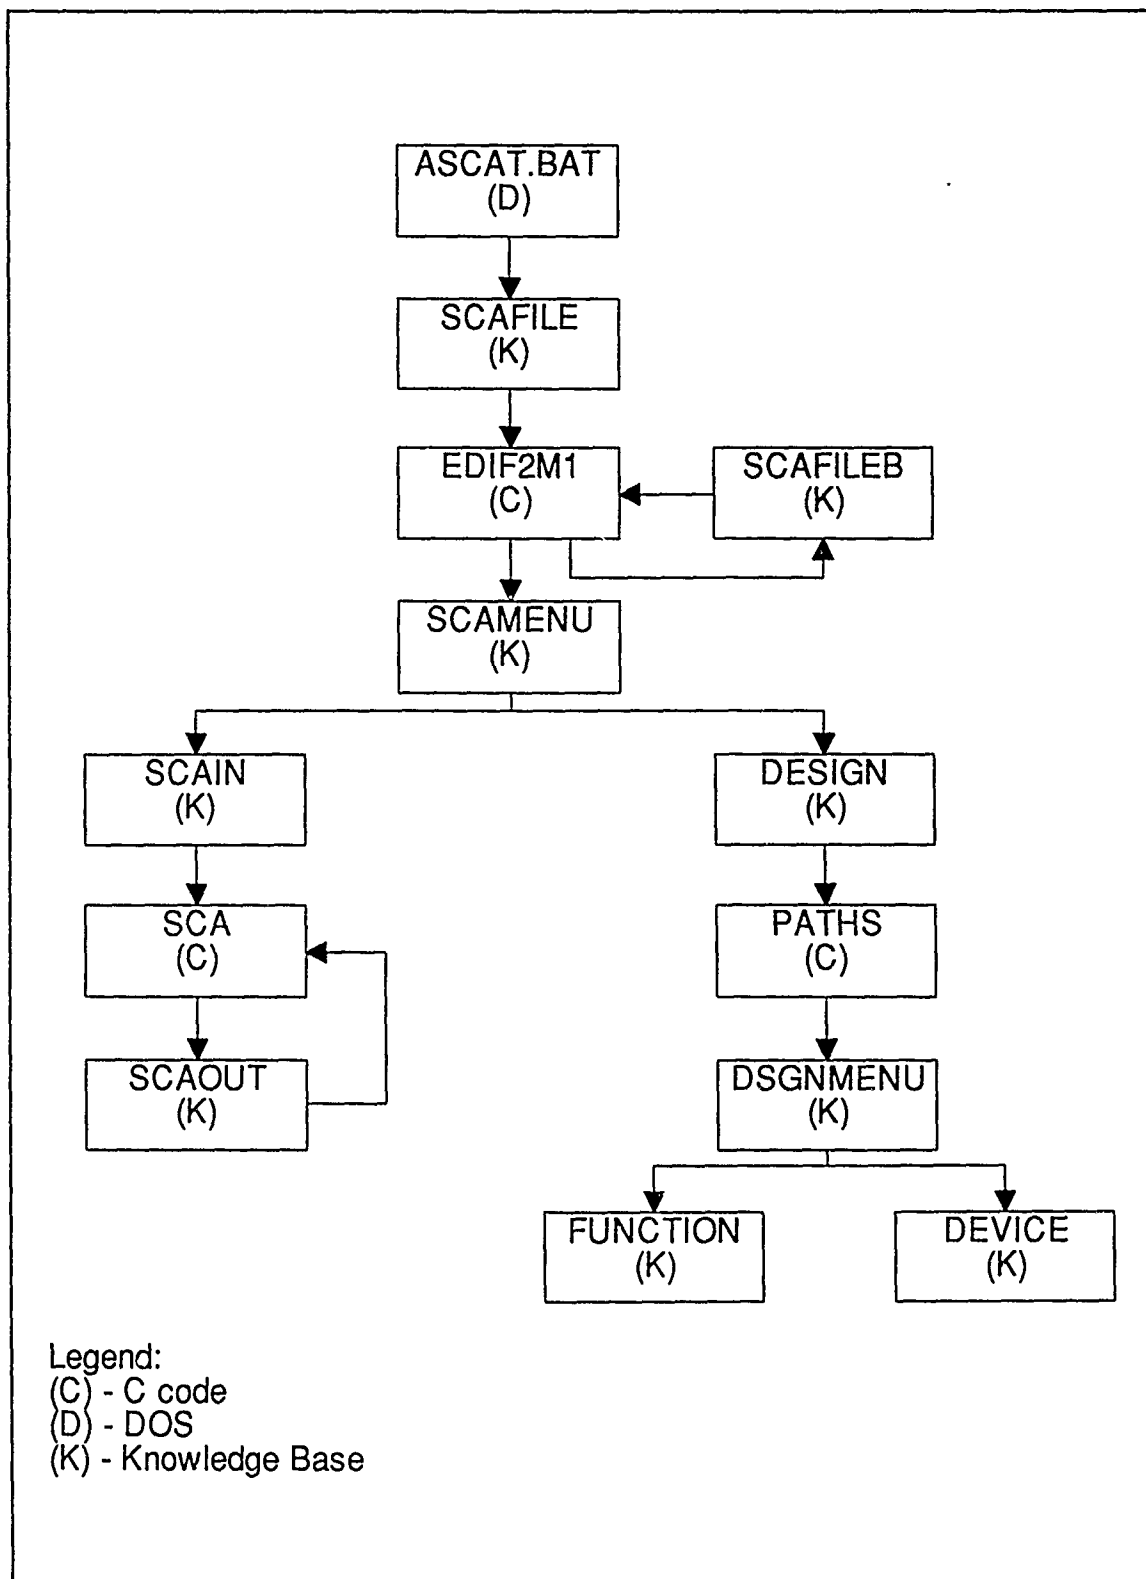 ASCAT.BAT
(D)
SCAFILE
(K)
EDIF2M1
(C)
SCAFILEB
(K)
SCAMENU
(K)
SCAIN
(K)
DESIGN
(K)
SCA
(C)
PATHS
(C)
SCAOUT
(K)
DSGNMENU
(K)
FUNCTION
(K)
DEVICE
(K)
Legend:
(C) - C code
(D) - DOS
(K) - Knowledge Base